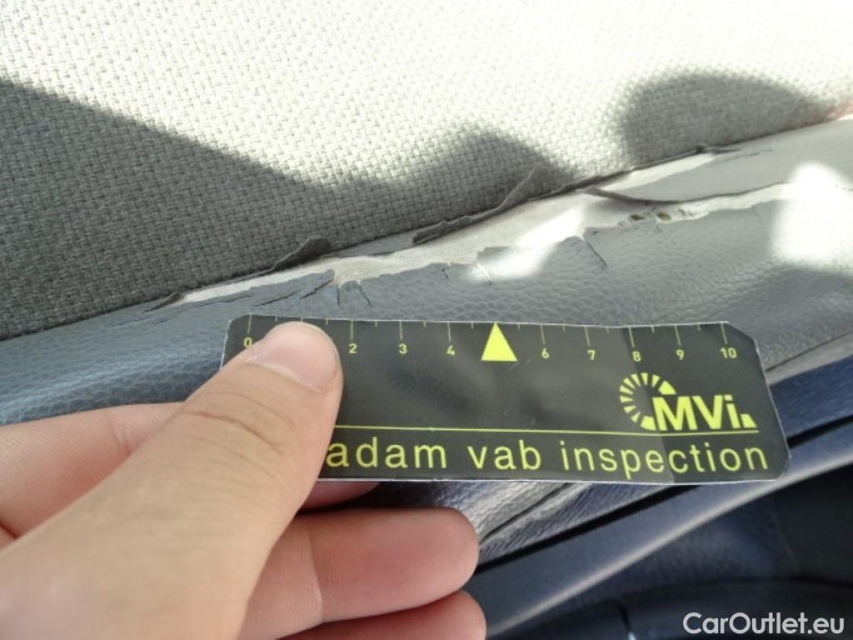 0 2 3 4 6 7 8 9 10
MVi
adam vab inspection
CarOutlet.eu